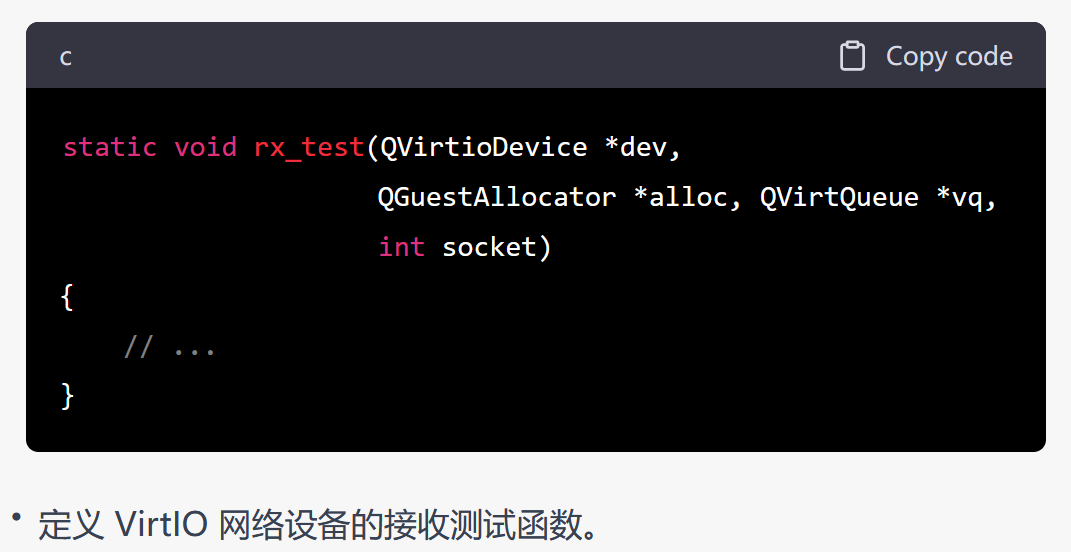 c Copy code
static void rx_test(QVirtioDevice *dev,
QGuestAllocator *alloc, QVirtQueue *vq,
int socket)
{
// ...
}
• 定义 VirtIO 网络设备的接收测试函数。